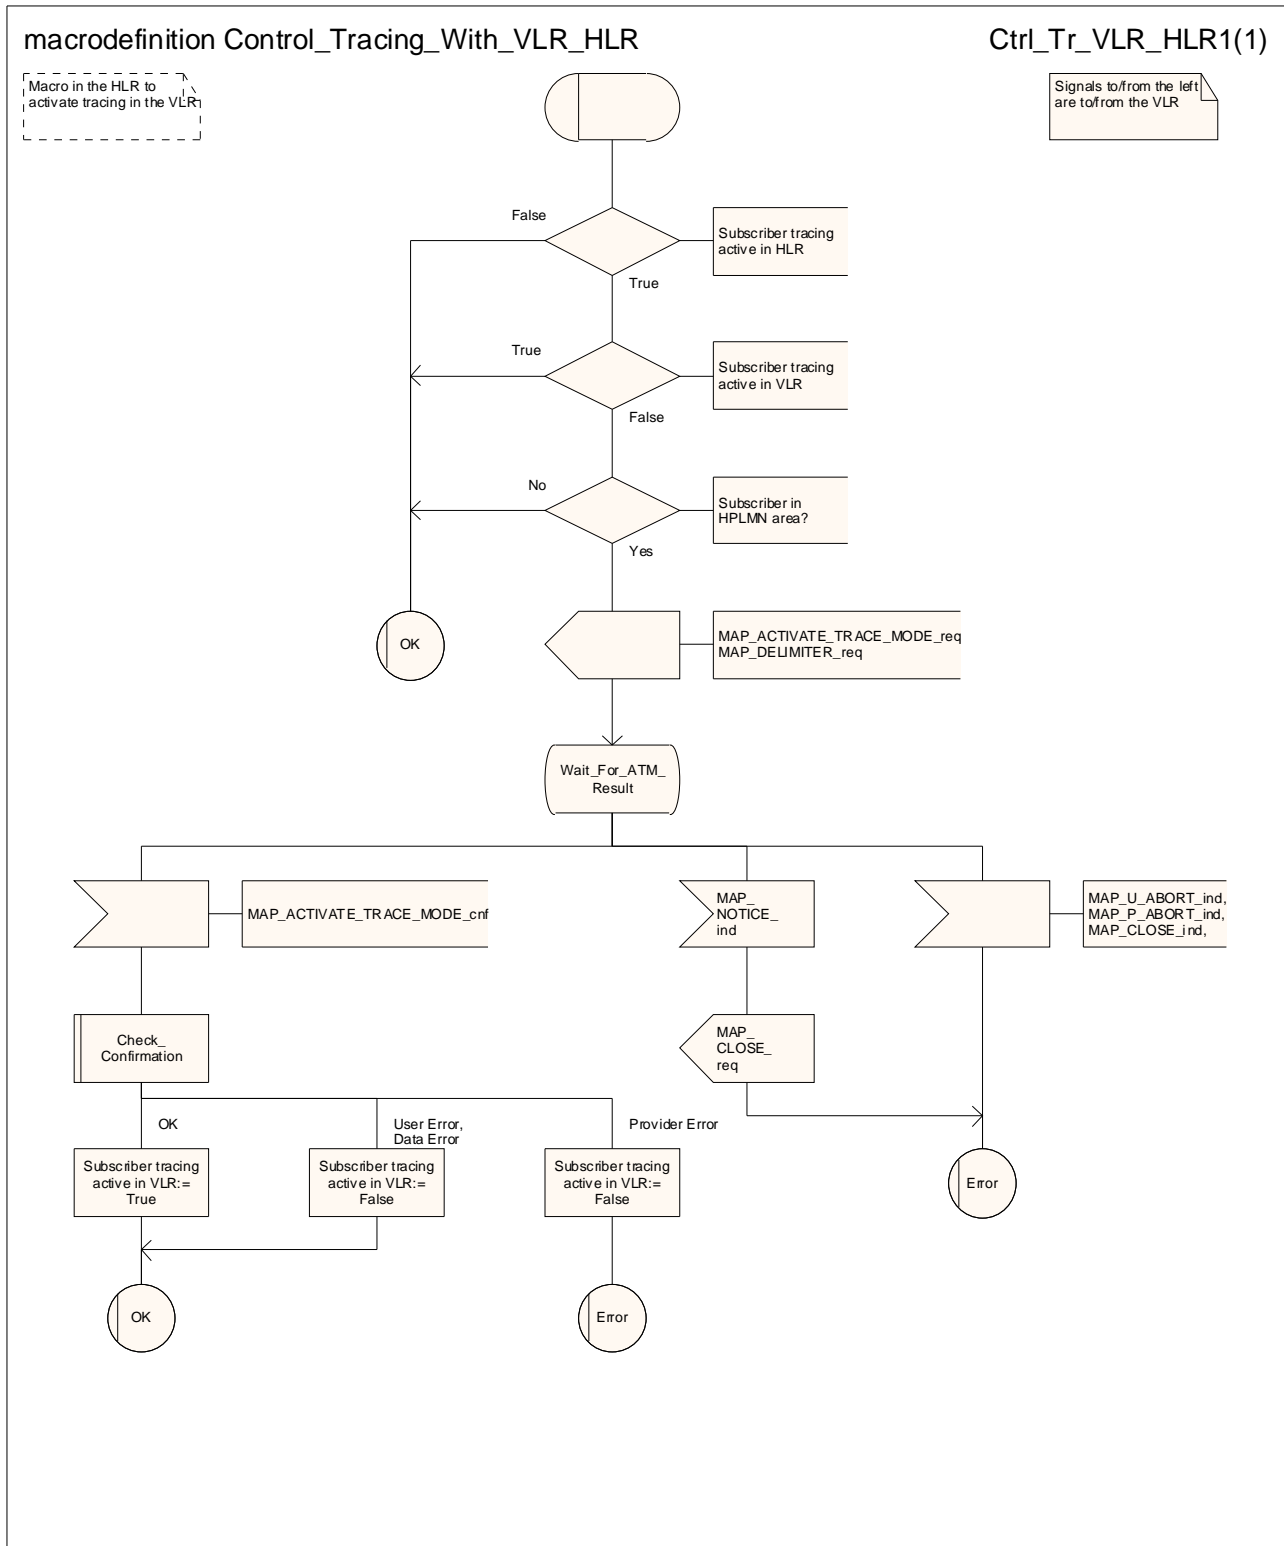 macrodefinition Control_Tracing_With_VLR_HLR
Ctrl_Tr_VLR_HLR1(1)
Macro in the HLR to
activate tracing in the VLR
Signals to/from the left
are to/from the VLR
False
Subscriber tracing
active in HLR
True
True
Subscriber tracing
active in VLR
False
No
Subscriber in
HPLMN area?
Yes
OK
MAP_ACTIVATE_TRACE_MODE_req
MAP_DELIMITER_req
Wait_For_ATM_
Result
MAP_ACTIVATE_TRACE_MODE_cnf
MAP_
NOTICE_
ind
MAP_U_ABORT_ind,
MAP_P_ABORT_ind,
MAP_CLOSE_ind,
Check_
Confirmation
MAP_
CLOSE_
req
OK
User Error,
Data Error
Provider Error
Subscriber tracing
active in VLR:=
True
Subscriber tracing
active in VLR:=
False
Subscriber tracing
active in VLR:=
False
Error
OK
Error